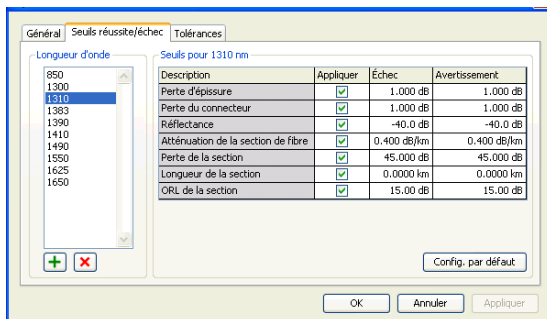 Général Seuils réussite/échec Tolérances
Longueur d'onde
850
1300
1310
1383
1390
1410
1490
1550
1625
1650
Seuils pour 1310 nm
Description Appliquer Échec Avertissement
Perte d'épissure 1.000 dB 1.000 dB
Perte du connecteur 1.000 dB 1.000 dB
Réflectance -40.0 dB -40.0 dB
Atténuation de la section de fibre 0.400 dB/km 0.400 dB/km
Perte de la section 45.000 dB 45.000 dB
Longueur de la section 0.0000 km 0.0000 km
ORL de la section 15.00 dB 15.00 dB
Config. par défaut
OK Annuler Appliquer